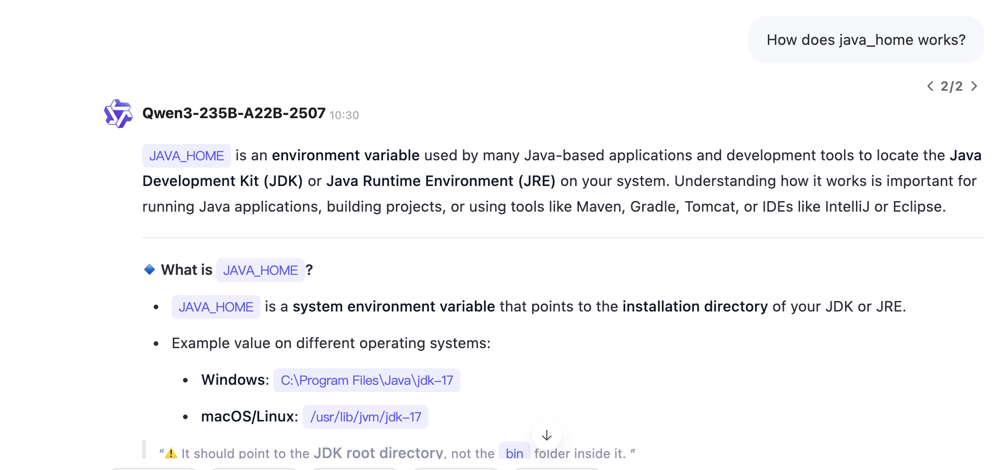 How does java_home works?
2/2
Qwen3-235B-A22B-2507 10:30
JAVA_HOME is an environment variable used by many Java-based applications and development tools to locate the Java
Development Kit (JDK) or Java Runtime Environment (JRE) on your system. Understanding how it works is important for
running Java applications, building projects, or using tools like Maven, Gradle, Tomcat, or IDEs like IntelliJ or Eclipse.
What is JAVA_HOME?
JAVA_HOME is a system environment variable that points to the installation directory of your JDK or JRE.
Example value on different operating systems:
Windows: C:\Program Files\Java\jdk-17
macOS/Linux: /usr/lib/jvm/jdk-17
“⚠️ It should point to the JDK root directory, not the bin folder inside it. ”